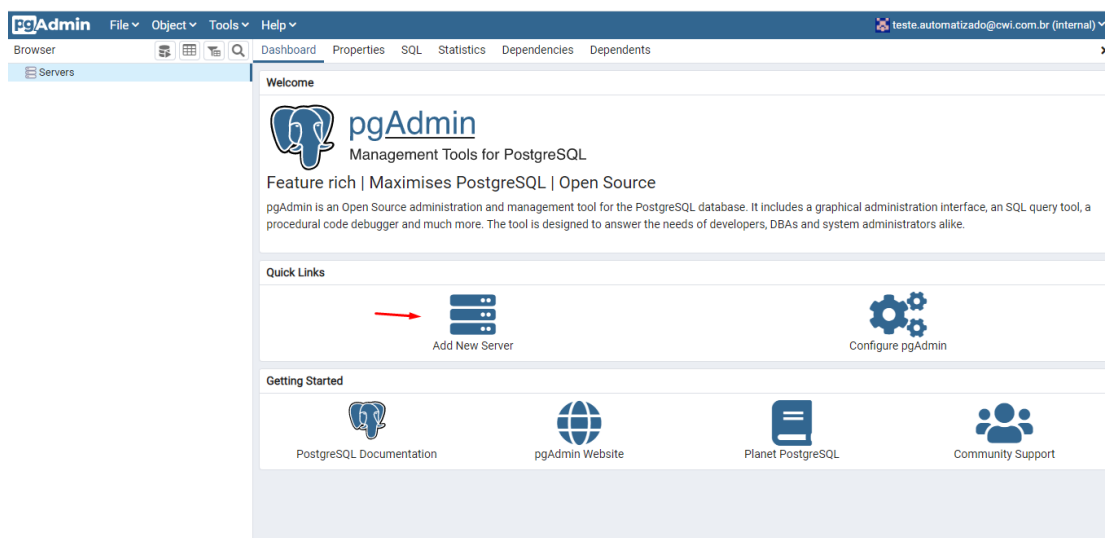 pgAdmin File Object Tools Help teste.automatizado@cwi.com.br (internal)
Browser Dashboard Properties SQL Statistics Dependencies Dependents
Servers
Welcome
pgAdmin
Management Tools for PostgreSQL
Feature rich | Maximises PostgreSQL | Open Source
pgAdmin is an Open Source administration and management tool for the PostgreSQL database. It includes a graphical administration interface, an SQL query tool, a
procedural code debugger and much more. The tool is designed to answer the needs of developers, DBAs and system administrators alike.
Quick Links
Add New Server Configure pgAdmin
Getting Started
PostgreSQL Documentation pgAdmin Website Planet PostgreSQL Community Support